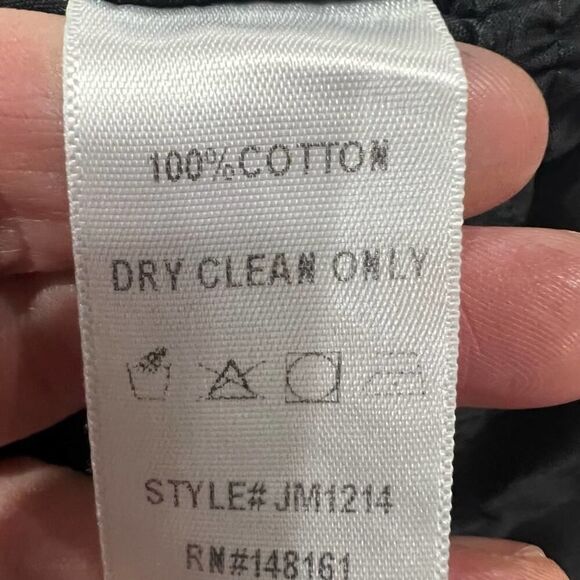 100%COTTON
DRY CLEAN ONLY
STYLE# JM1214
RN#148161